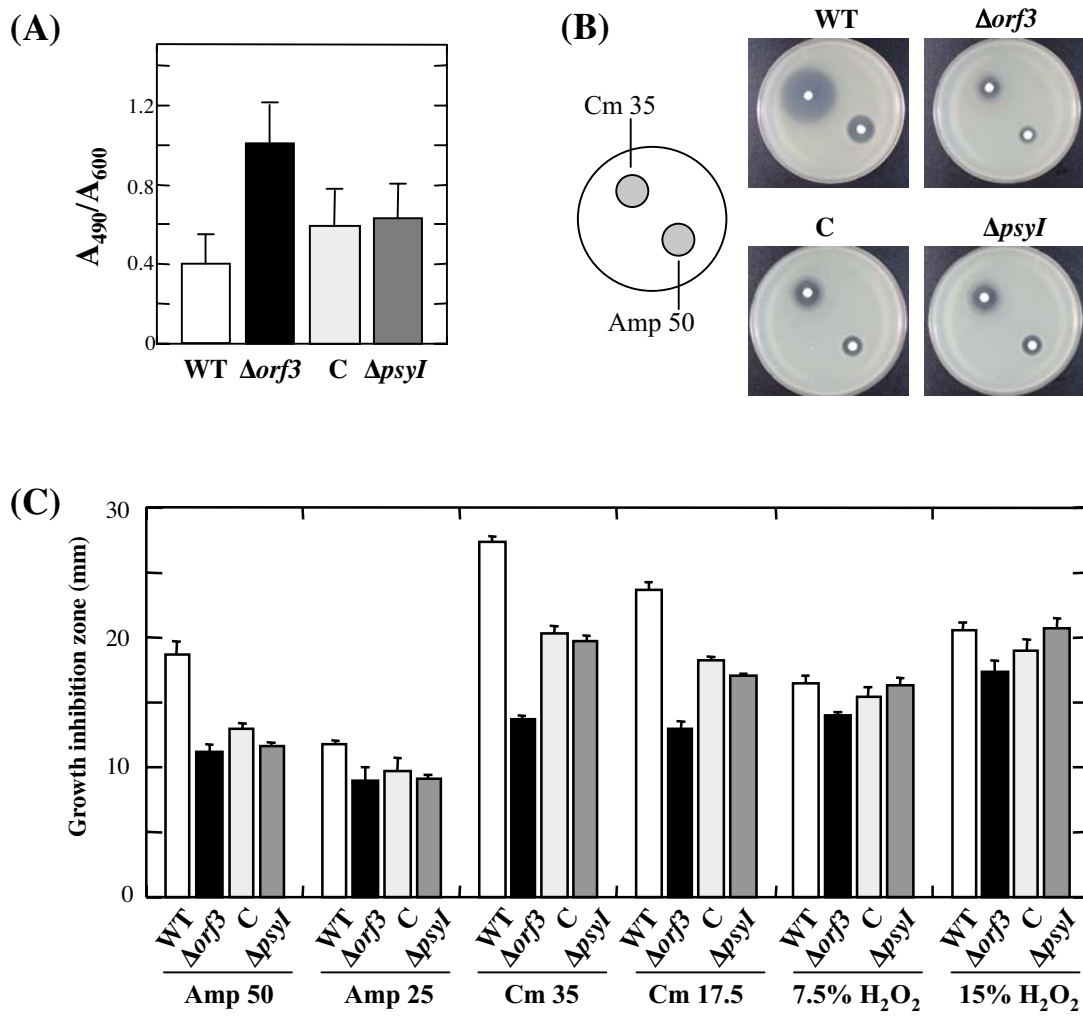 (A)
A490/A600
1.2
0.8
0.4
0
WT Δorf3 C ΔpsyI
(B)
Cm 35
Amp 50
WT Δorf3
C ΔpsyI
(C)
Growth inhibition zone (mm)
30
20
10
0
WT Δorf3 C ΔpsyI WT Δorf3 C ΔpsyI WT Δorf3 C ΔpsyI WT Δorf3 C ΔpsyI WT Δorf3 C ΔpsyI WT Δorf3 C ΔpsyI
Amp 50 Amp 25 Cm 35 Cm 17.5 7.5% H2O2 15% H2O2